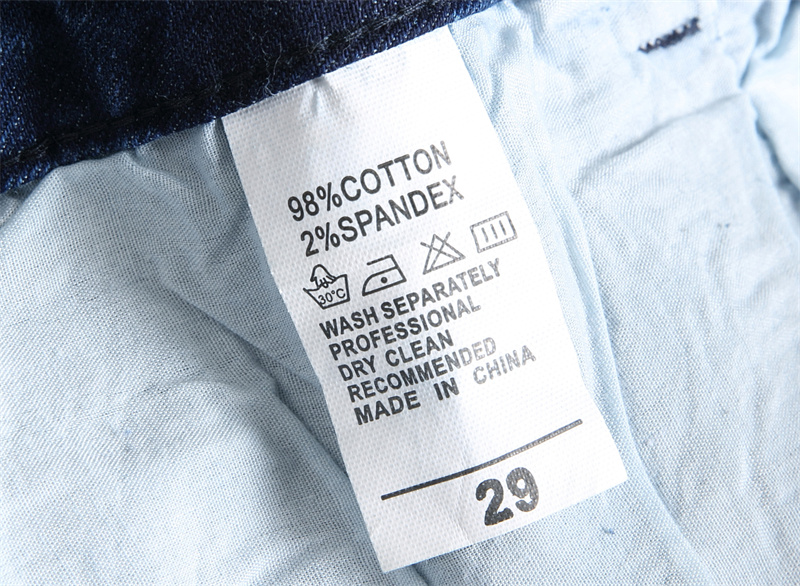 98%COTTON
2%SPANDEX
30°C
WASH SEPARATELY
PROFESSIONAL
DRY CLEAN
RECOMMENDED
MADE IN CHINA
29